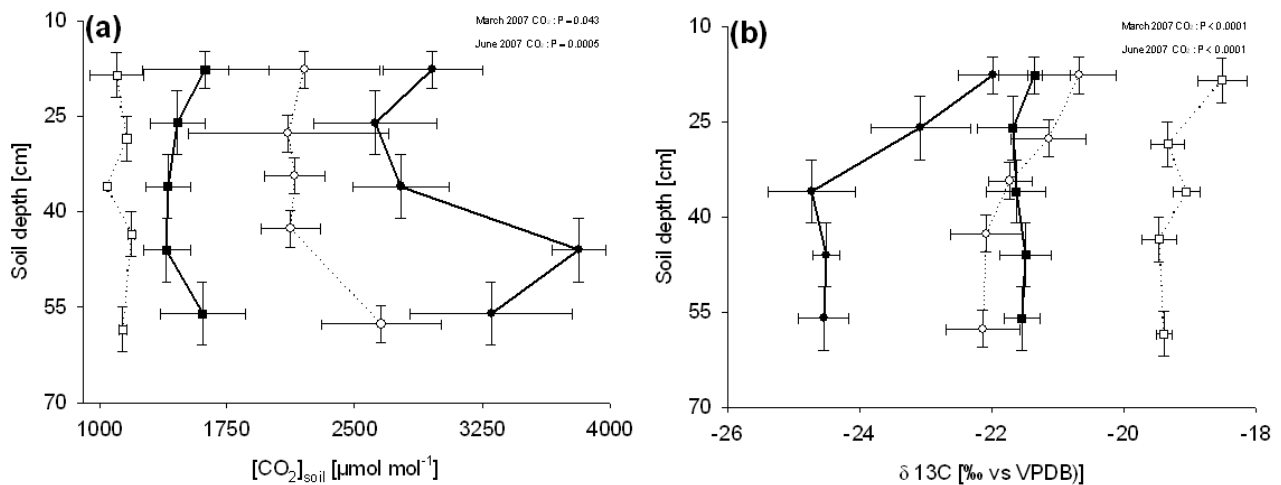 (a)
March 2007 CO₂ : P = 0.043
June 2007 CO₂ : P = 0.0005
10
25
40
55
70
Soil depth [cm]
1000 1750 2500 3250 4000
[CO₂]soil [µmol mol⁻¹]
(b)
March 2007 CO₂ : P < 0.0001
June 2007 CO₂ : P < 0.0001
10
25
40
55
70
Soil depth [cm]
-26 -24 -22 -20 -18
δ 13C [‰ vs VPDB)]